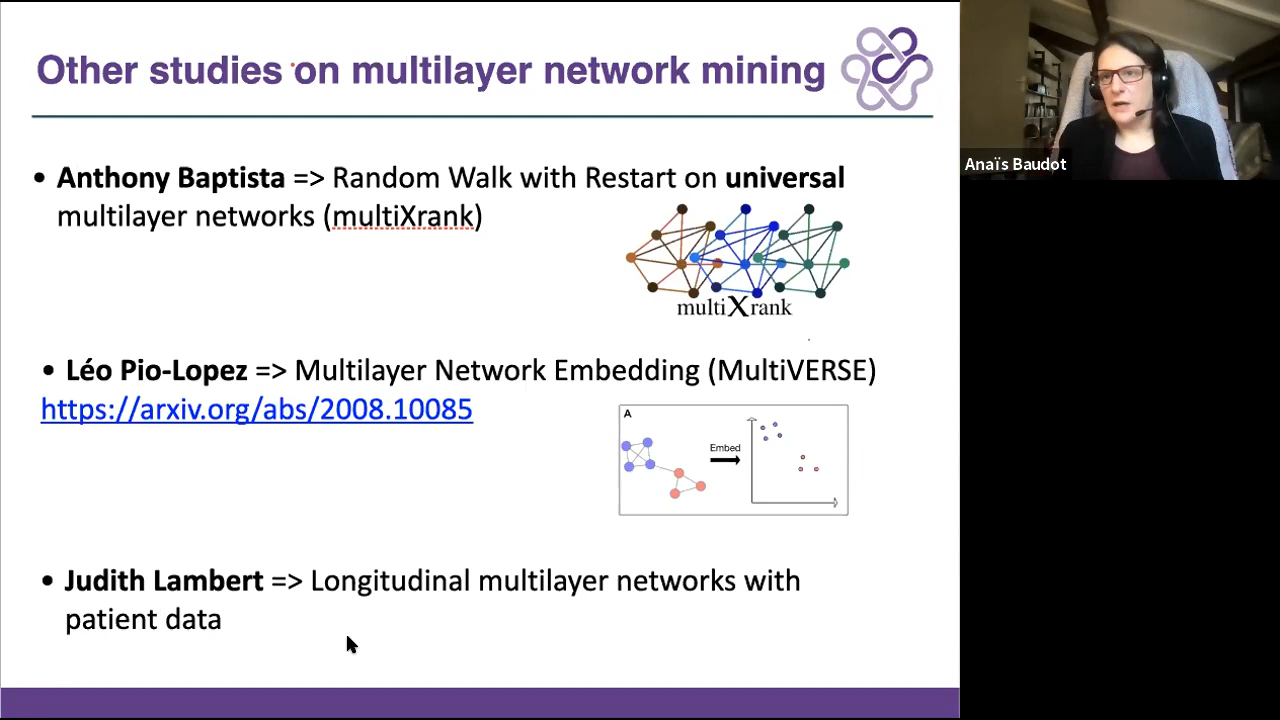 Other studies on multilayer network mining
• Anthony Baptista => Random Walk with Restart on universal
multilayer networks (multiXrank)
multiXrank
• Léo Pio-Lopez => Multilayer Network Embedding (MultiVERSE)
https://arxiv.org/abs/2008.10085
A
Embed
• Judith Lambert => Longitudinal multilayer networks with
patient data
Anaïs Baudot